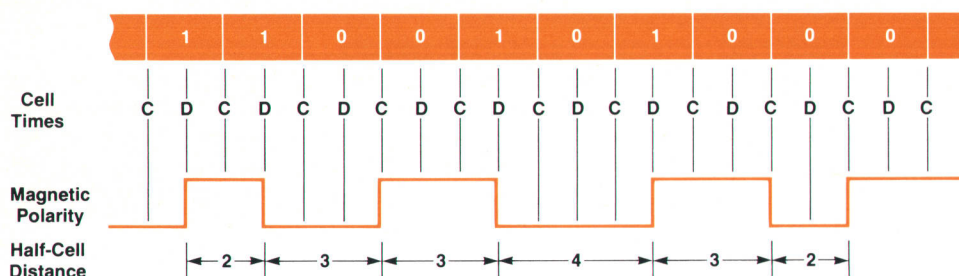 1 1 0 0 1 0 1 0 0 0
Cell
Times
C D C D C D C D C D C D C D C D C D C D C
Magnetic
Polarity
Half-Cell
Distance
2 3 3 4 3 2